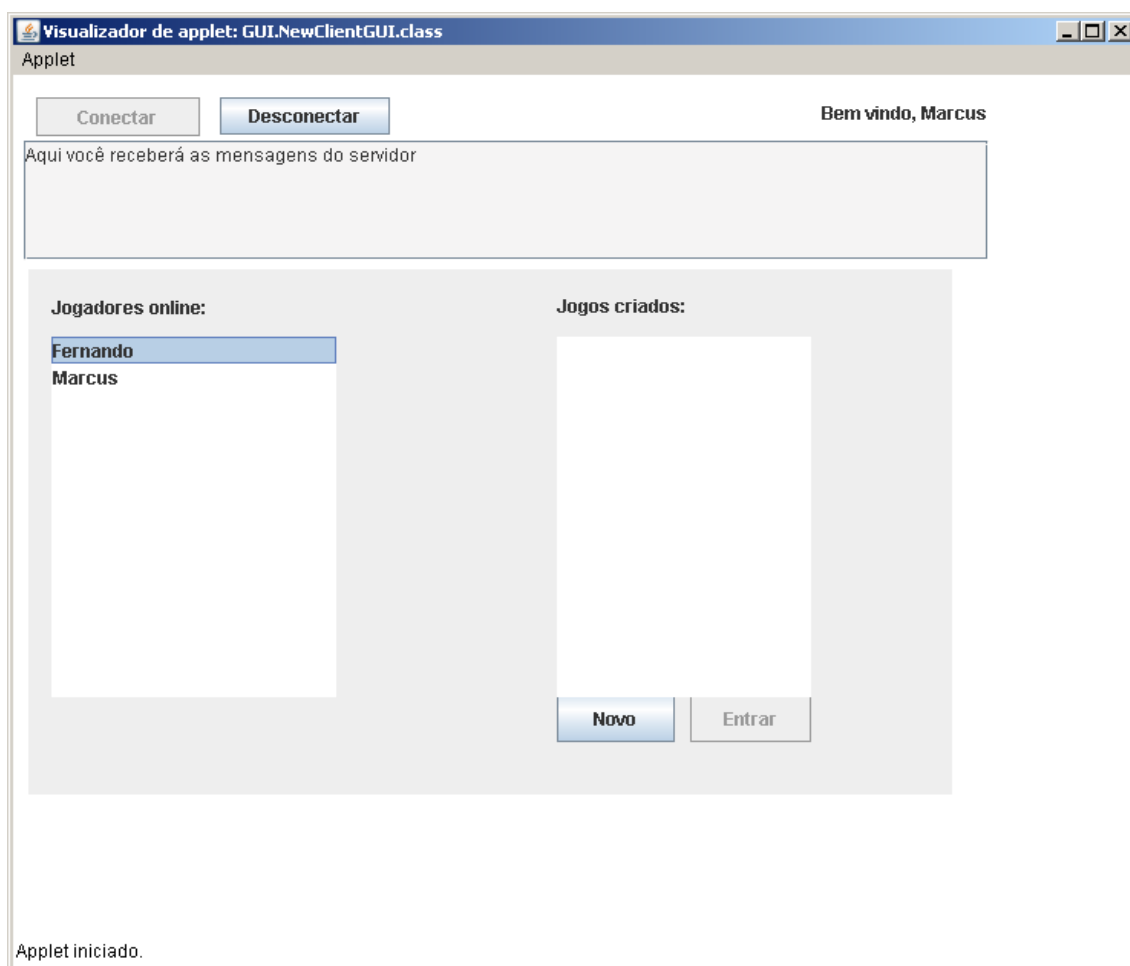 Visualizador de applet: GUI.NewClientGUI.class
Applet
Conectar Desconectar Bem vindo, Marcus
Aqui você receberá as mensagens do servidor
Jogadores online: Jogos criados:
Fernando
Marcus
Novo Entrar
Applet iniciado.